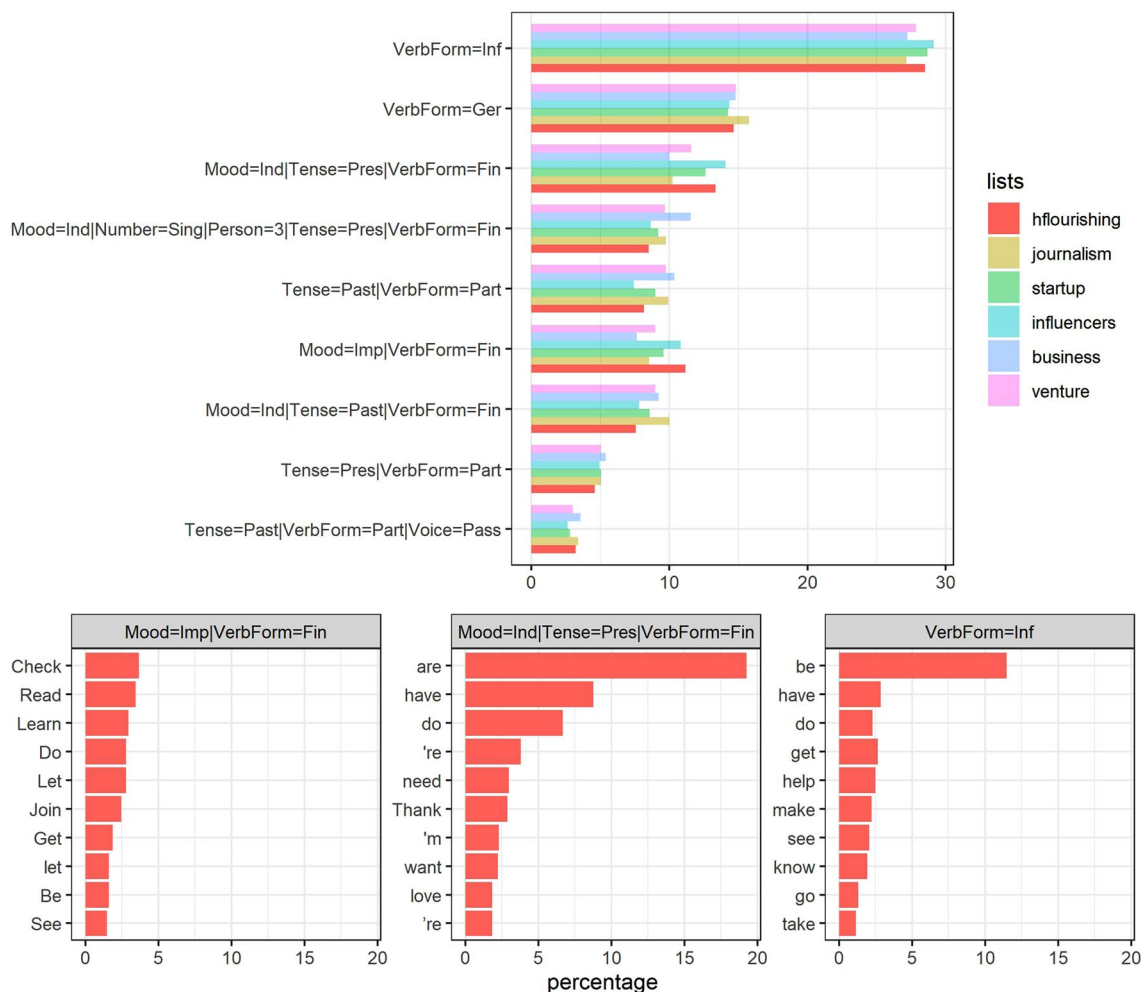 VerbForm=Inf
VerbForm=Ger
Mood=Ind|Tense=Pres|VerbForm=Fin
Mood=Ind|Number=Sing|Person=3|Tense=Pres|VerbForm=Fin
Tense=Past|VerbForm=Part
Mood=Imp|VerbForm=Fin
Mood=Ind|Tense=Past|VerbForm=Fin
Tense=Pres|VerbForm=Part
Tense=Past|VerbForm=Part|Voice=Pass
0 10 20 30
lists
hflourishing
journalism
startup
influencers
business
venture
Mood=Imp|VerbForm=Fin
Check
Read
Learn
Do
Let
Join
Get
let
Be
See
0 5 10 15 20
Mood=Ind|Tense=Pres|VerbForm=Fin
are
have
do
're
need
Thank
'm
want
love
’re
0 5 10 15 20
VerbForm=Inf
be
have
do
get
help
make
see
know
go
take
0 5 10 15 20
percentage